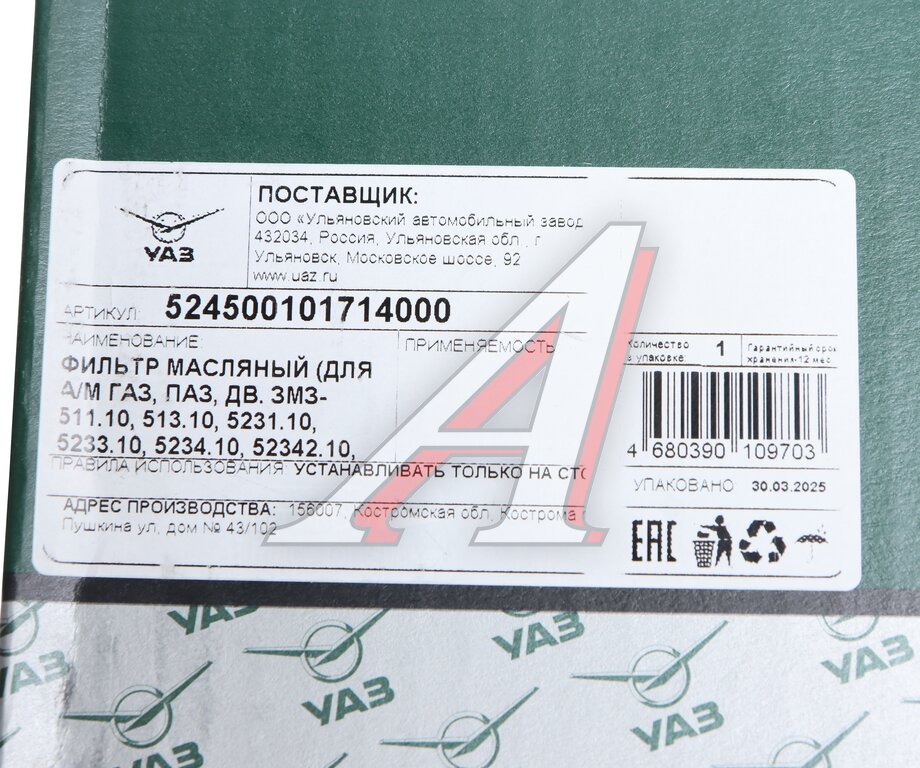 УАЗ
ПОСТАВЩИК:
ООО «Ульяновский автомобильный завод
432034, Россия, Ульяновская обл., г
Ульяновск, Московское шоссе, 92
www.uaz.ru
АРТИКУЛ: 524500101714000
НАИМЕНОВАНИЕ:
ФИЛЬТР МАСЛЯНЫЙ (ДЛЯ
А/М ГАЗ, ПАЗ, ДВ. ЗМЗ-
511.10, 513.10, 5231.10,
5233.10, 5234.10, 52342.10,
ПРИМЕНЯЕМОСТЬ
Количество
в упаковке: 1
Гарантийный срок
хранения-12 мес
4 680390 109703
ПРАВИЛА ИСПОЛЬЗОВАНИЯ: УСТАНАВЛИВАТЬ ТОЛЬКО НА СТО
УПАКОВАНО 30.03.2025
АДРЕС ПРОИЗВОДСТВА: 156007, Костромская обл, Кострома
Пушкина ул, дом № 43/102
ЕАС
УАЗ
УАЗ
УАЗ
УАЗ
УАЗ
УАЗ
УАЗ